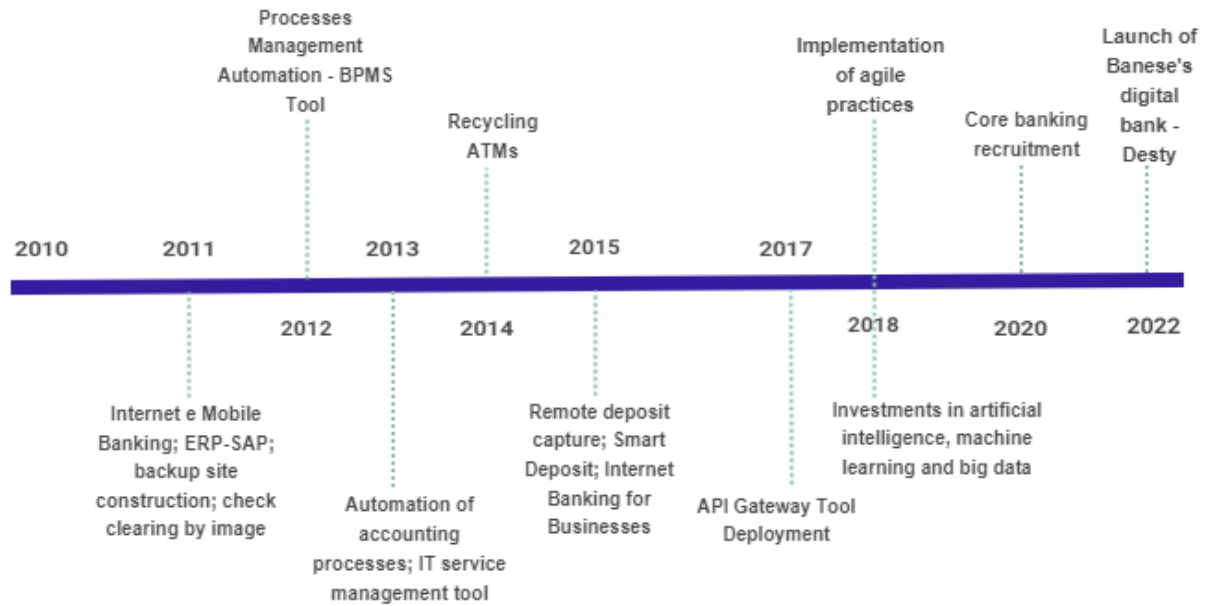 Processes
Management
Automation - BPMS
Tool
Recycling
ATMs
Implementation
of agile
practices
Core banking
recruitment
Launch of
Banese's
digital
bank -
Desty
2010
2011
2013
2015
2017
2012
2014
2018
2020
2022
Internet e Mobile
Banking; ERP-SAP;
backup site
construction; check
clearing by image
Automation of
accounting
processes; IT service
management tool
Remote deposit
capture; Smart
Deposit; Internet
Banking for
Businesses
API Gateway Tool
Deployment
Investments in artificial
intelligence, machine
learning and big data